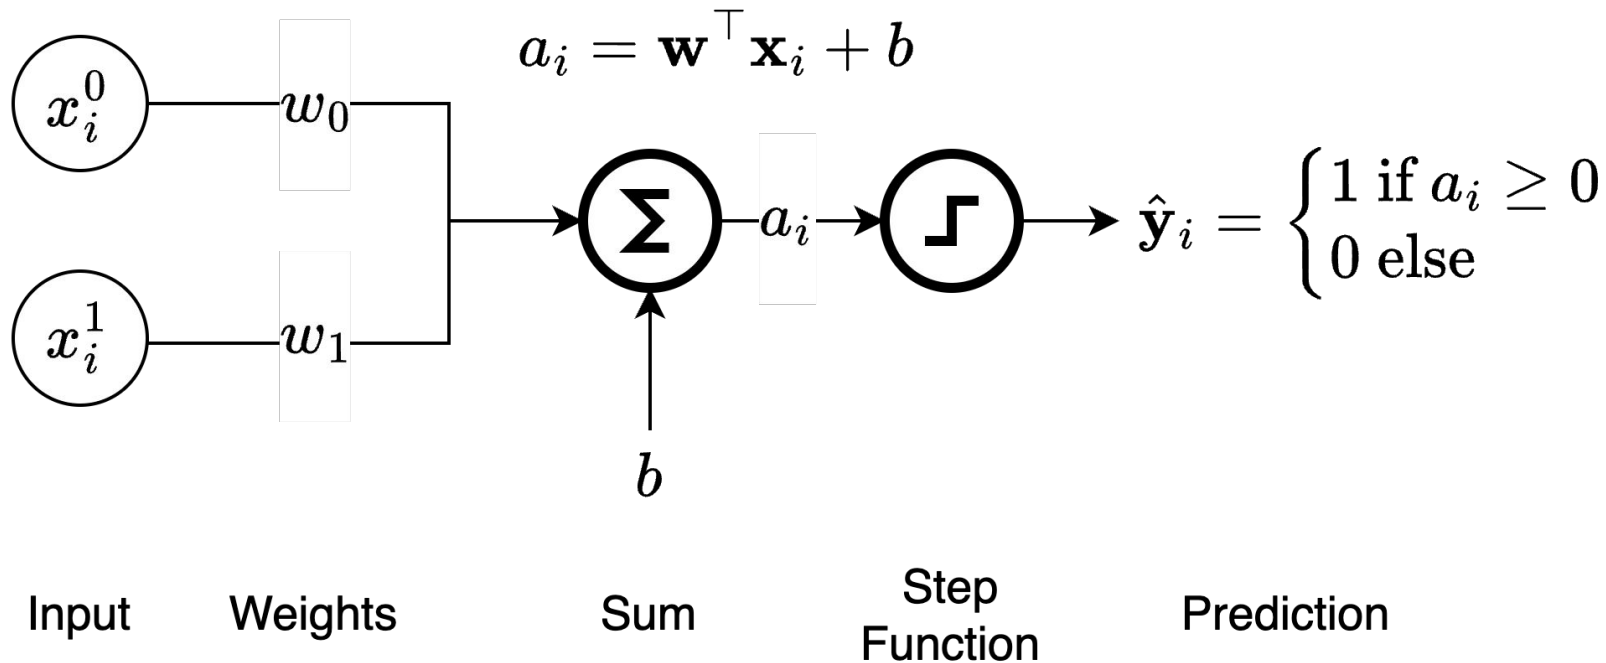 a_i = w^⊤ x_i + b
x_i^0
w_0
Σ
a_i
ŷ_i = { 1 if a_i ≥ 0
0 else
x_i^1
w_1
b
Input
Weights
Sum
Step
Function
Prediction